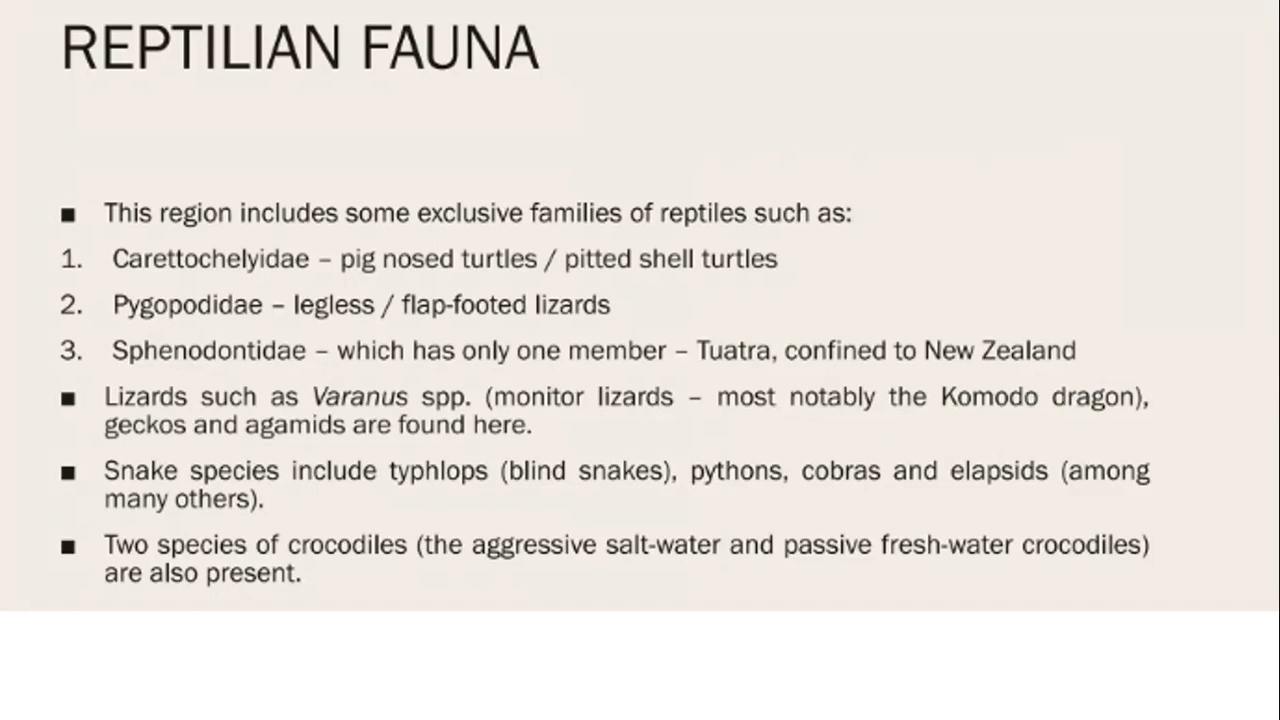 REPTILIAN FAUNA
■ This region includes some exclusive families of reptiles such as:
1. Carettochelyidae – pig nosed turtles / pitted shell turtles
2. Pygopodidae – legless / flap-footed lizards
3. Sphenodontidae – which has only one member – Tuatra, confined to New Zealand
■ Lizards such as Varanus spp. (monitor lizards – most notably the Komodo dragon),
geckos and agamids are found here.
■ Snake species include typhlops (blind snakes), pythons, cobras and elapsids (among
many others).
■ Two species of crocodiles (the aggressive salt-water and passive fresh-water crocodiles)
are also present.